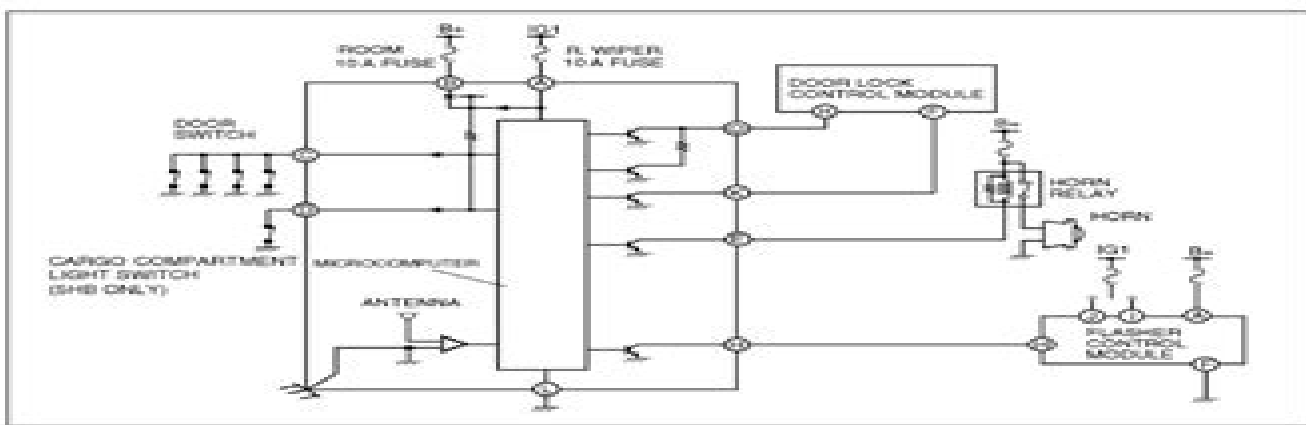 B+
IG1
ROOM
10 A FUSE
R. WIPER
10 A FUSE
DOOR LOCK
CONTROL MODULE
DOOR
SWITCH
B+
HORN
RELAY
HORN
CARGO COMPARTMENT
LIGHT SWITCH
(5HB ONLY)
MICROCOMPUTER
ANTENNA
IG1
B+
FLASHER
CONTROL
MODULE